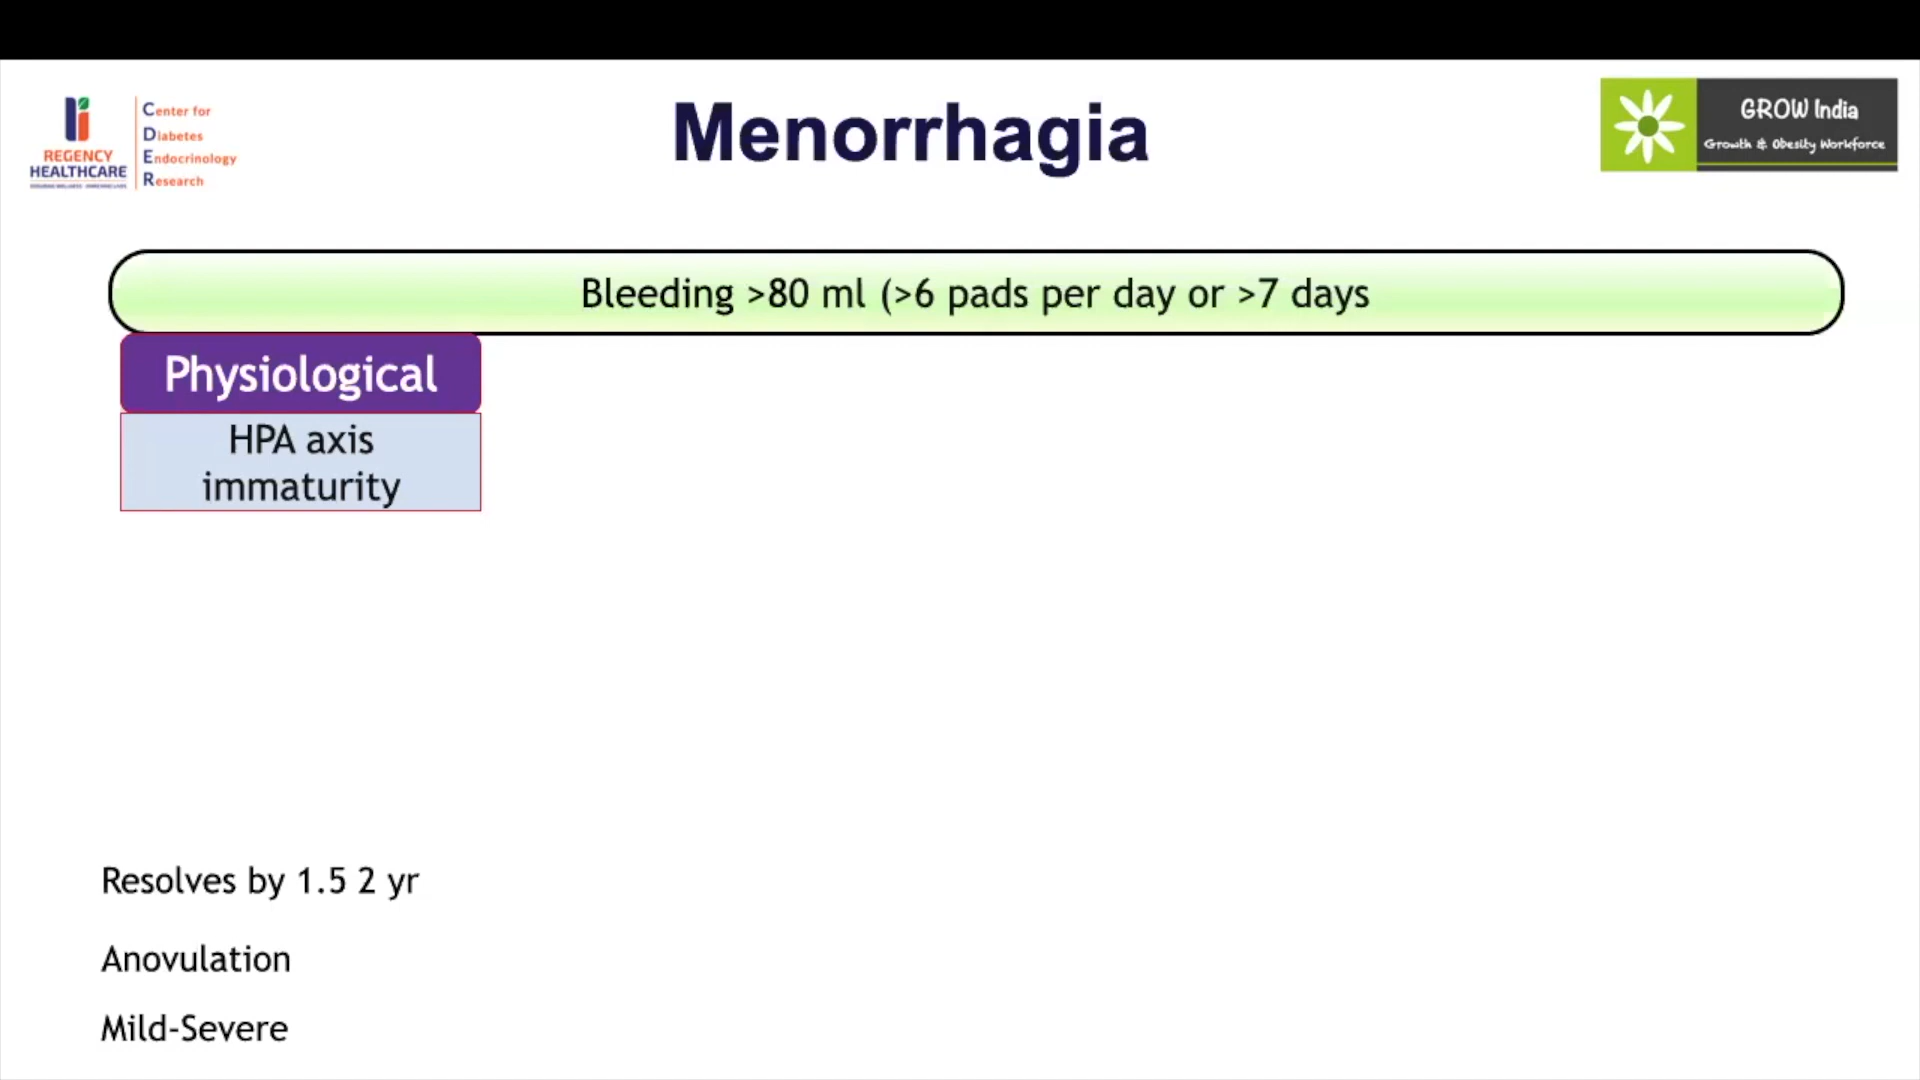 Menorrhagia
REGENCY
HEALTHCARE
Center for
Diabetes
Endocrinology
Research
GROW India
Growth & Obesity Workforce
Bleeding >80 ml (>6 pads per day or >7 days
Physiological
HPA axis
immaturity
Resolves by 1.5 2 yr
Anovulation
Mild-Severe